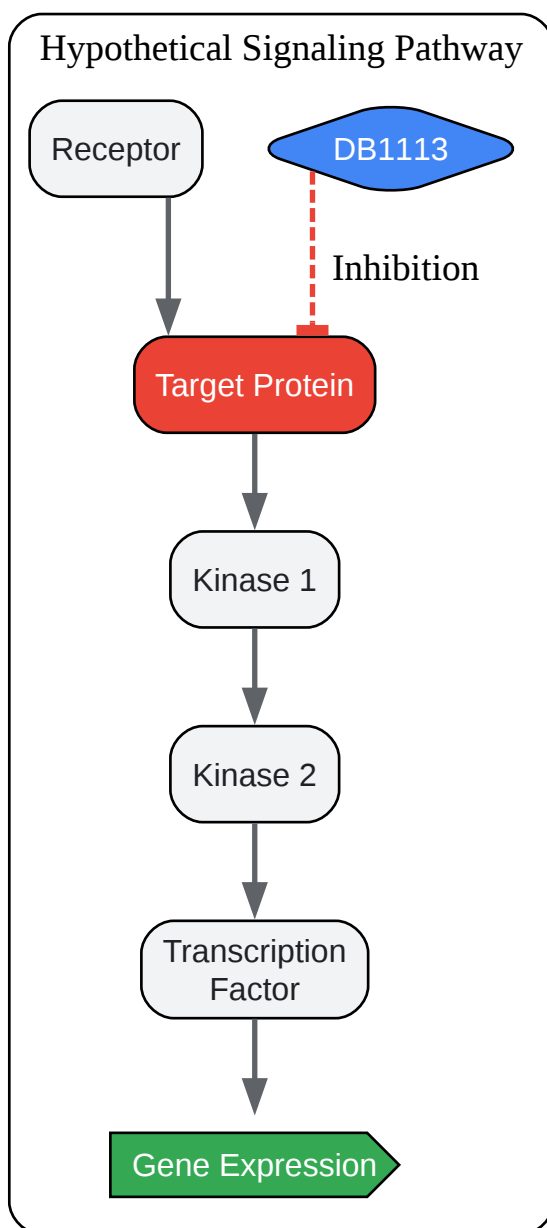 Hypothetical Signaling Pathway
Receptor
DB1113
Inhibition
Target Protein
Kinase 1
Kinase 2
Transcription
Factor
Gene Expression